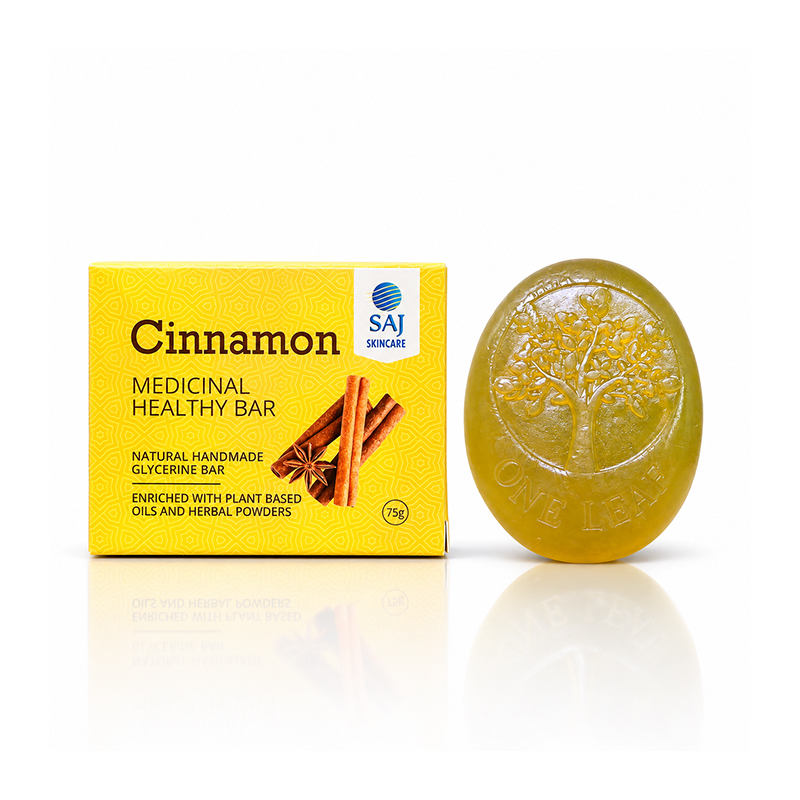 SAJ
SKINCARE
Cinnamon
MEDICINAL
HEALTHY BAR
NATURAL HANDMADE
GLYCERINE BAR
ENRICHED WITH PLANT BASED
OILS AND HERBAL POWDERS
75g
ONE LEAF